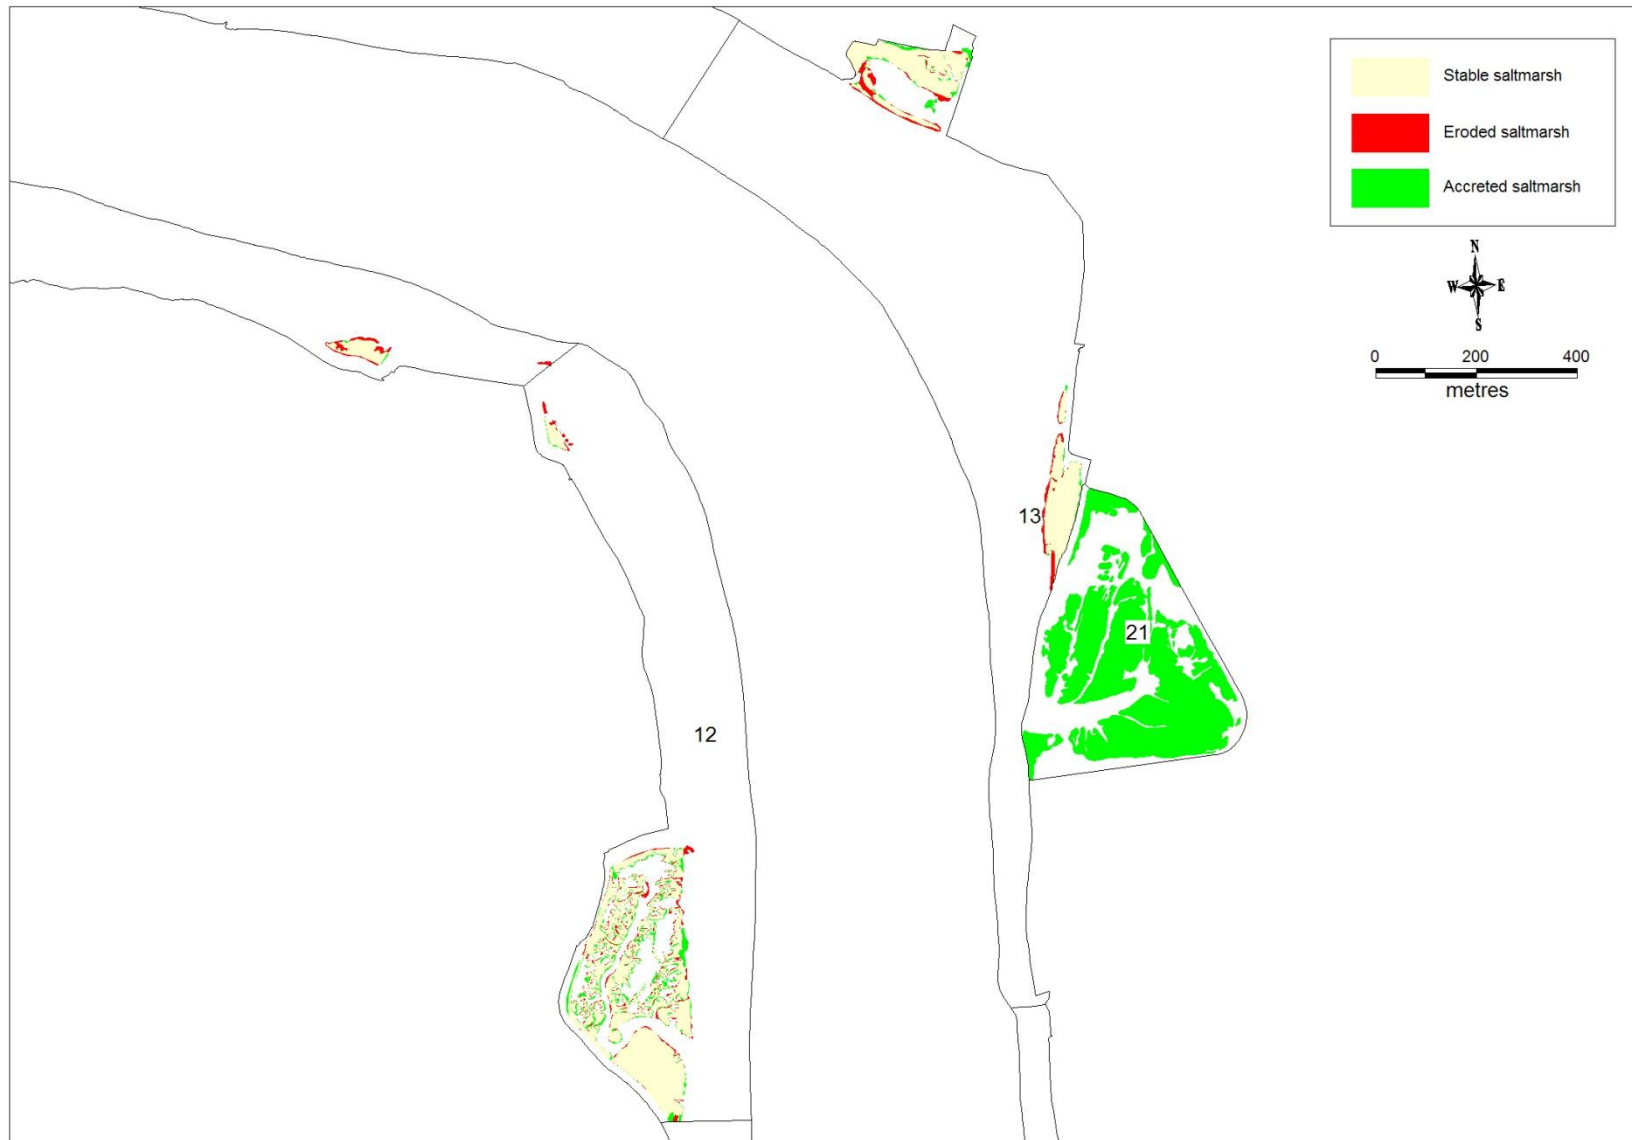 Stable saltmarsh
Eroded saltmarsh
Accreted saltmarsh
N
W E
S
0 200 400
metres
13
21
12